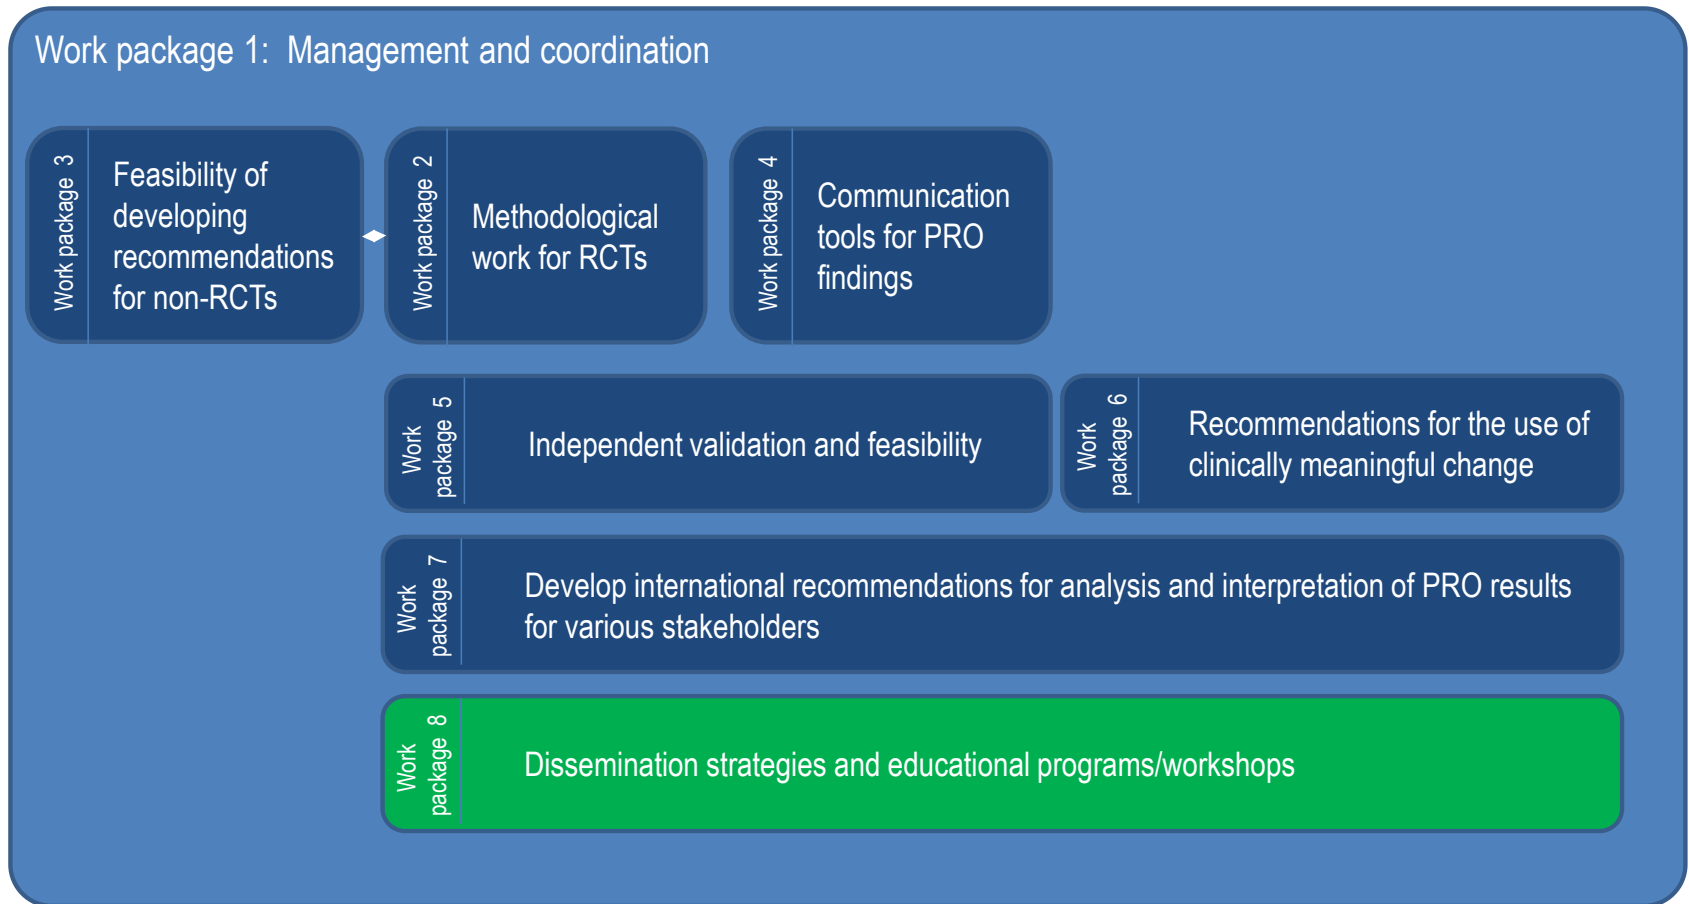 Work package 1:  Management and coordination
Work package  3
Feasibility of
developing
recommendations
for non-RCTs
Work package  2
Methodological
work for RCTs
Work package  4
Communication
tools for PRO
findings
Work
package  5
Independent validation and feasibility
Work
package  6
Recommendations for the use of
clinically meaningful change
Work
package  7
Develop international recommendations for analysis and interpretation of PRO results
for various stakeholders
Work
package  8
Dissemination strategies and educational programs/workshops